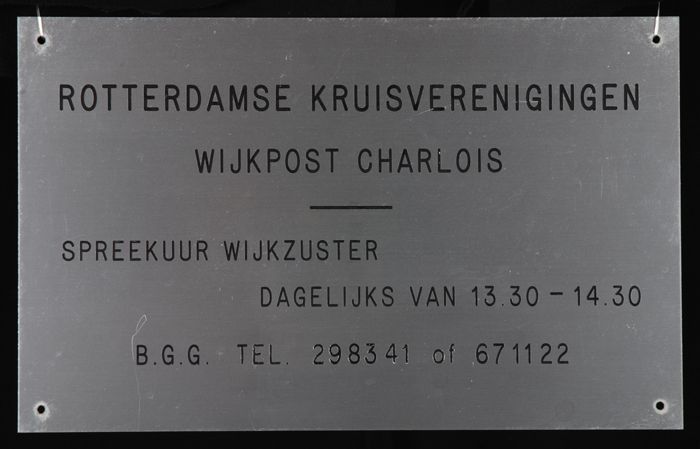 ROTTERDAMSE KRUISVERENIGINGEN
WIJKPOST CHARLOIS
SPREEKUUR WIJKZUSTER
DAGELIJKS VAN 13.30 – 14.30
B.G.G. TEL. 298341 of 671122